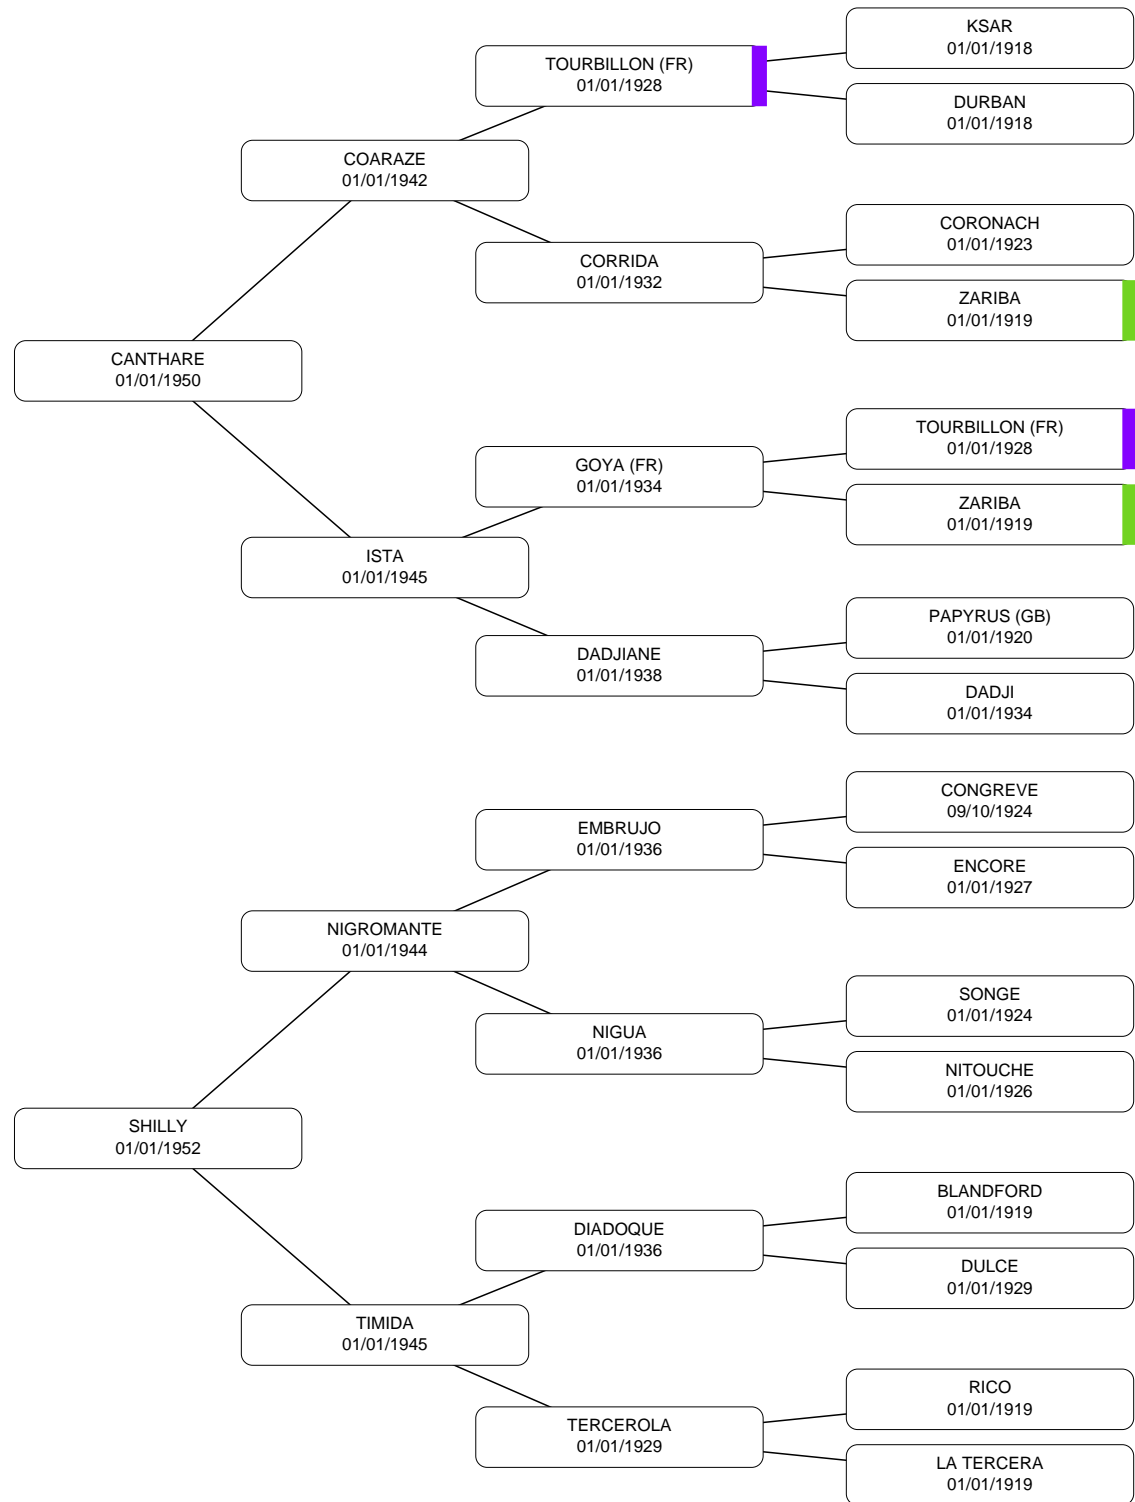 KSAR
01/01/1918
TOURBILLON (FR)
01/01/1928
DURBAN
01/01/1918
COARAZE
01/01/1942
CORONACH
01/01/1923
CORRIDA
01/01/1932
ZARIBA
01/01/1919
CANTHARE
01/01/1950
TOURBILLON (FR)
01/01/1928
GOYA (FR)
01/01/1934
ZARIBA
01/01/1919
ISTA
01/01/1945
PAPYRUS (GB)
01/01/1920
DADJIANE
01/01/1938
DADJI
01/01/1934
CONGREVE
09/10/1924
EMBRUJO
01/01/1936
ENCORE
01/01/1927
NIGROMANTE
01/01/1944
SONGE
01/01/1924
NIGUA
01/01/1936
NITOUCHE
01/01/1926
SHILLY
01/01/1952
BLANDFORD
01/01/1919
DIADOQUE
01/01/1936
DULCE
01/01/1929
TIMIDA
01/01/1945
RICO
01/01/1919
TERCEROLA
01/01/1929
LA TERCERA
01/01/1919